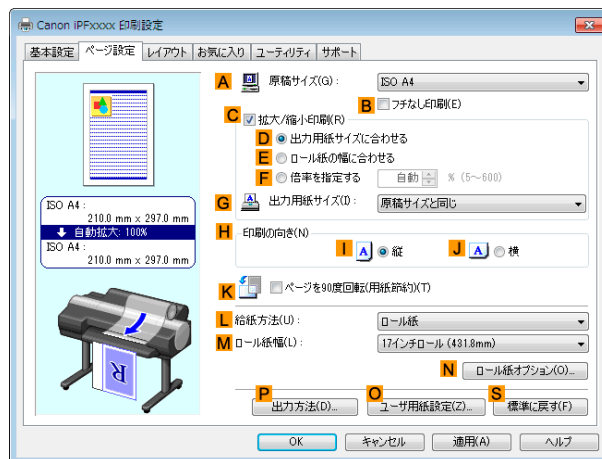 Canon iPFxxxx 印刷設定
基本設定 ページ設定 レイアウト お気に入り ユーティリティ サポート
A 原稿サイズ(G): ISO A4
B フチなし印刷(E)
C 拡大/縮小印刷(R)
D 出力用紙サイズに合わせる
E ロール紙の幅に合わせる
F 倍率を指定する 自動 % (5～600)
G 出力用紙サイズ(I): 原稿サイズと同じ
ISO A4 :
210.0 mm x 297.0 mm
自動拡大: 100%
ISO A4 :
210.0 mm x 297.0 mm
H 印刷の向き(N)
I A 縦 J A 横
K ページを90度回転(用紙節約)(T)
L 給紙方法(U): ロール紙
M ロール紙幅(L): 17インチロール (431.8mm)
N ロール紙オプション(O)...
R
P 出力方法(D)... O ユーザ用紙設定(Z)... S 標準に戻す(F)
OK キャンセル 適用(A) ヘルプ